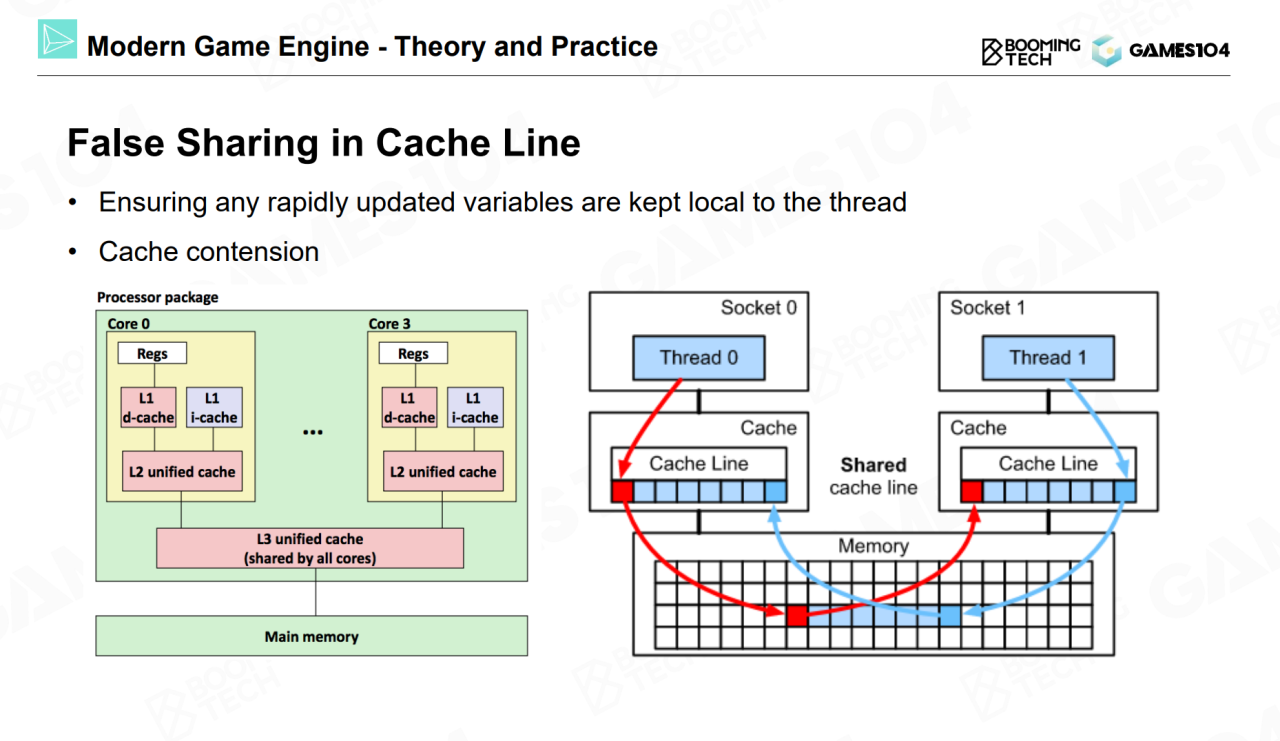 Modern Game Engine - Theory and Practice
BOOMING
TECH
GAMES104
False Sharing in Cache Line
• Ensuring any rapidly updated variables are kept local to the thread
• Cache contension
Processor package
Core 0
Regs
L1
d-cache
L1
i-cache
L2 unified cache
...
Core 3
Regs
L1
d-cache
L1
i-cache
L2 unified cache
L3 unified cache
(shared by all cores)
Main memory
Socket 0
Thread 0
Cache
Cache Line
Shared
cache line
Socket 1
Thread 1
Cache
Cache Line
Memory